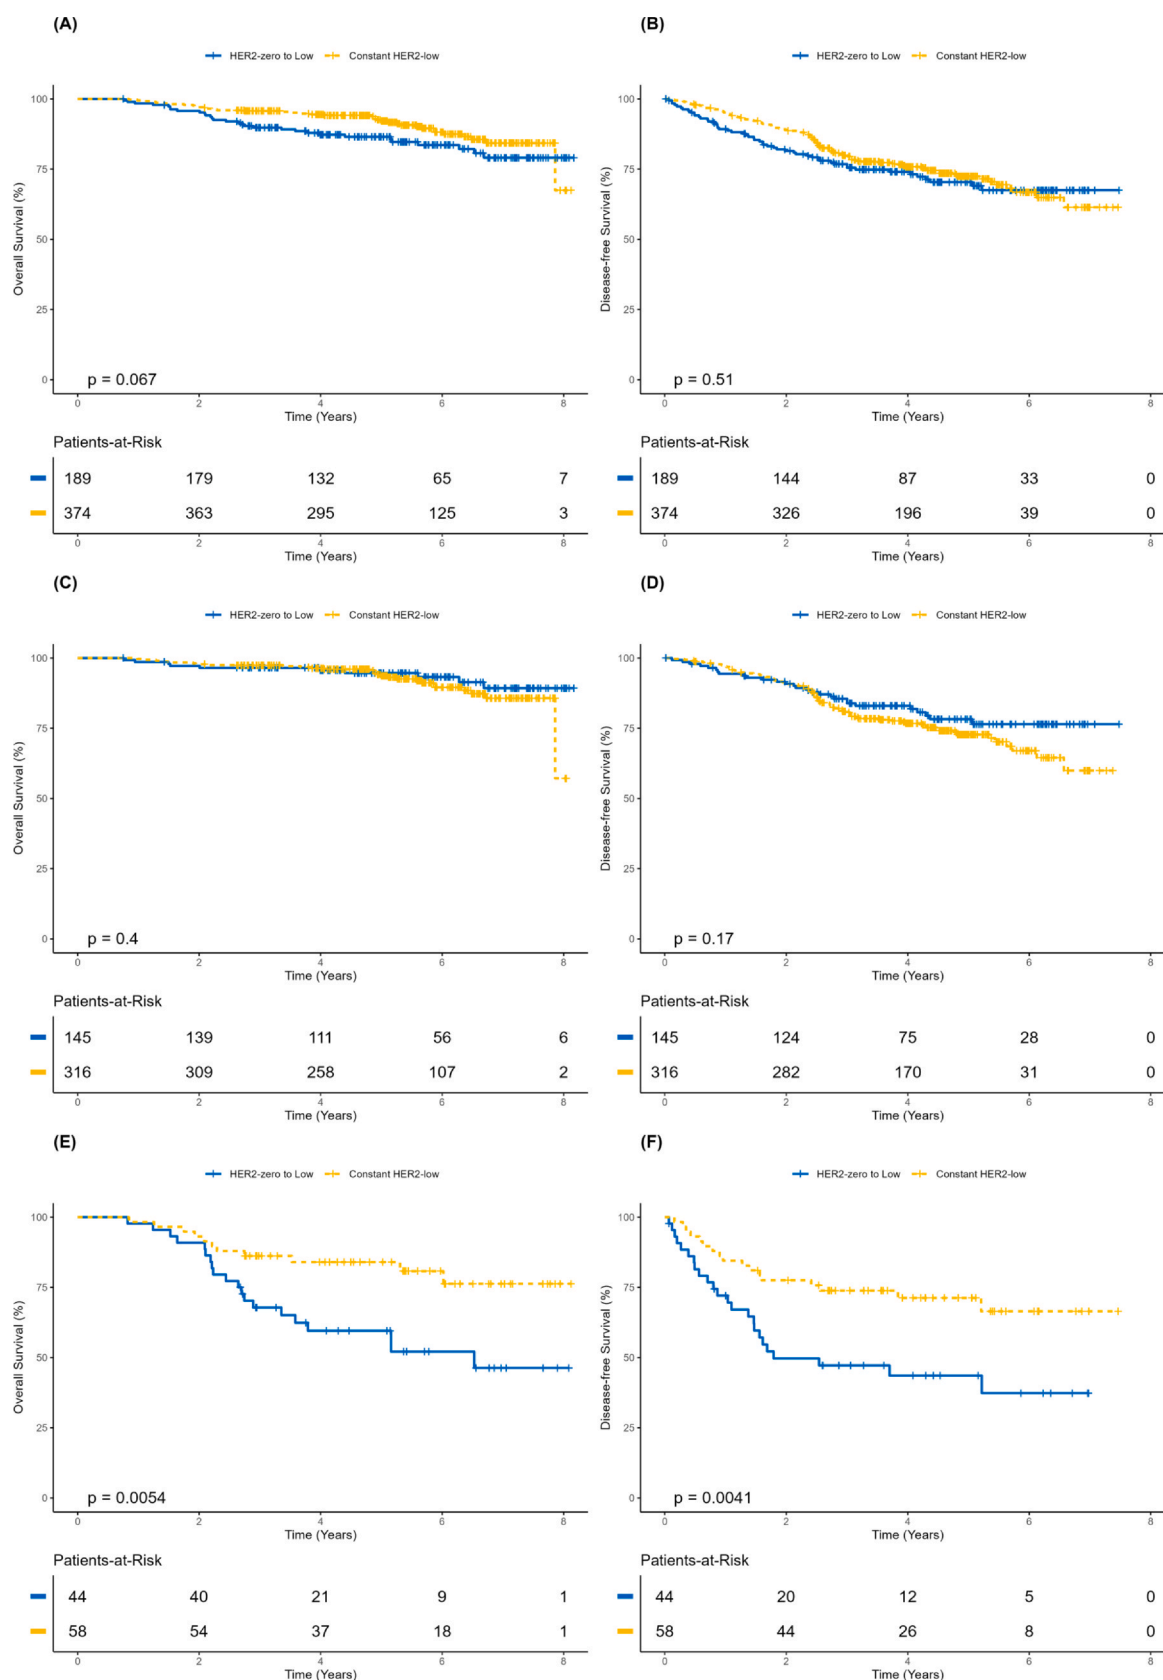 (A)
HER2-zero to Low Constant HER2-low
100
75
50
25
0
Overall Survival (%)
p = 0.067
0 2 4 6 8
Time (Years)
Patients-at-Risk
189 179 132 65 7
374 363 295 125 3
0 2 4 6 8
Time (Years)
(B)
HER2-zero to Low Constant HER2-low
100
75
50
25
0
Disease-free Survival (%)
p = 0.51
0 2 4 6 8
Time (Years)
Patients-at-Risk
189 144 87 33 0
374 326 196 39 0
0 2 4 6 8
Time (Years)
(C)
HER2-zero to Low Constant HER2-low
100
75
50
25
0
Overall Survival (%)
p = 0.4
0 2 4 6 8
Time (Years)
Patients-at-Risk
145 139 111 56 6
316 309 258 107 2
0 2 4 6 8
Time (Years)
(D)
HER2-zero to Low Constant HER2-low
100
75
50
25
0
Disease-free Survival (%)
p = 0.17
0 2 4 6 8
Time (Years)
Patients-at-Risk
145 124 75 28 0
316 282 170 31 0
0 2 4 6 8
Time (Years)
(E)
HER2-zero to Low Constant HER2-low
100
75
50
25
0
Overall Survival (%)
p = 0.0054
0 2 4 6 8
Time (Years)
Patients-at-Risk
44 40 21 9 1
58 54 37 18 1
0 2 4 6 8
Time (Years)
(F)
HER2-zero to Low Constant HER2-low
100
75
50
25
0
Disease-free Survival (%)
p = 0.0041
0 2 4 6 8
Time (Years)
Patients-at-Risk
44 20 12 5 0
58 44 26 8 0
0 2 4 6 8
Time (Years)